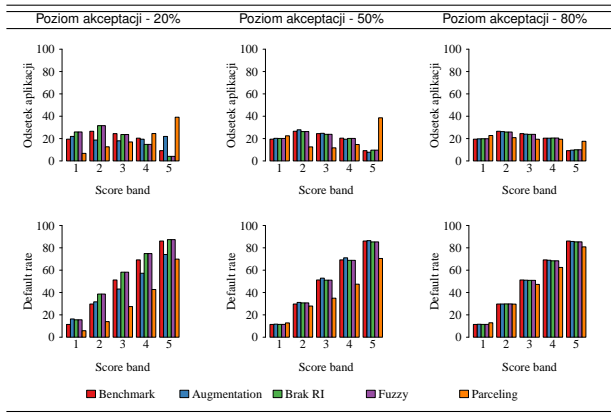 Poziom akceptacji - 20% Poziom akceptacji - 50% Poziom akceptacji - 80%
Odsetek aplikacji
100
80
60
40
20
0
1 2 3 4 5
Score band
Odsetek aplikacji
100
80
60
40
20
0
1 2 3 4 5
Score band
Odsetek aplikacji
100
80
60
40
20
0
1 2 3 4 5
Score band
Default rate
100
80
60
40
20
0
1 2 3 4 5
Score band
Default rate
100
80
60
40
20
0
1 2 3 4 5
Score band
Default rate
100
80
60
40
20
0
1 2 3 4 5
Score band
Benchmark Augmentation Brak RI Fuzzy Parceling